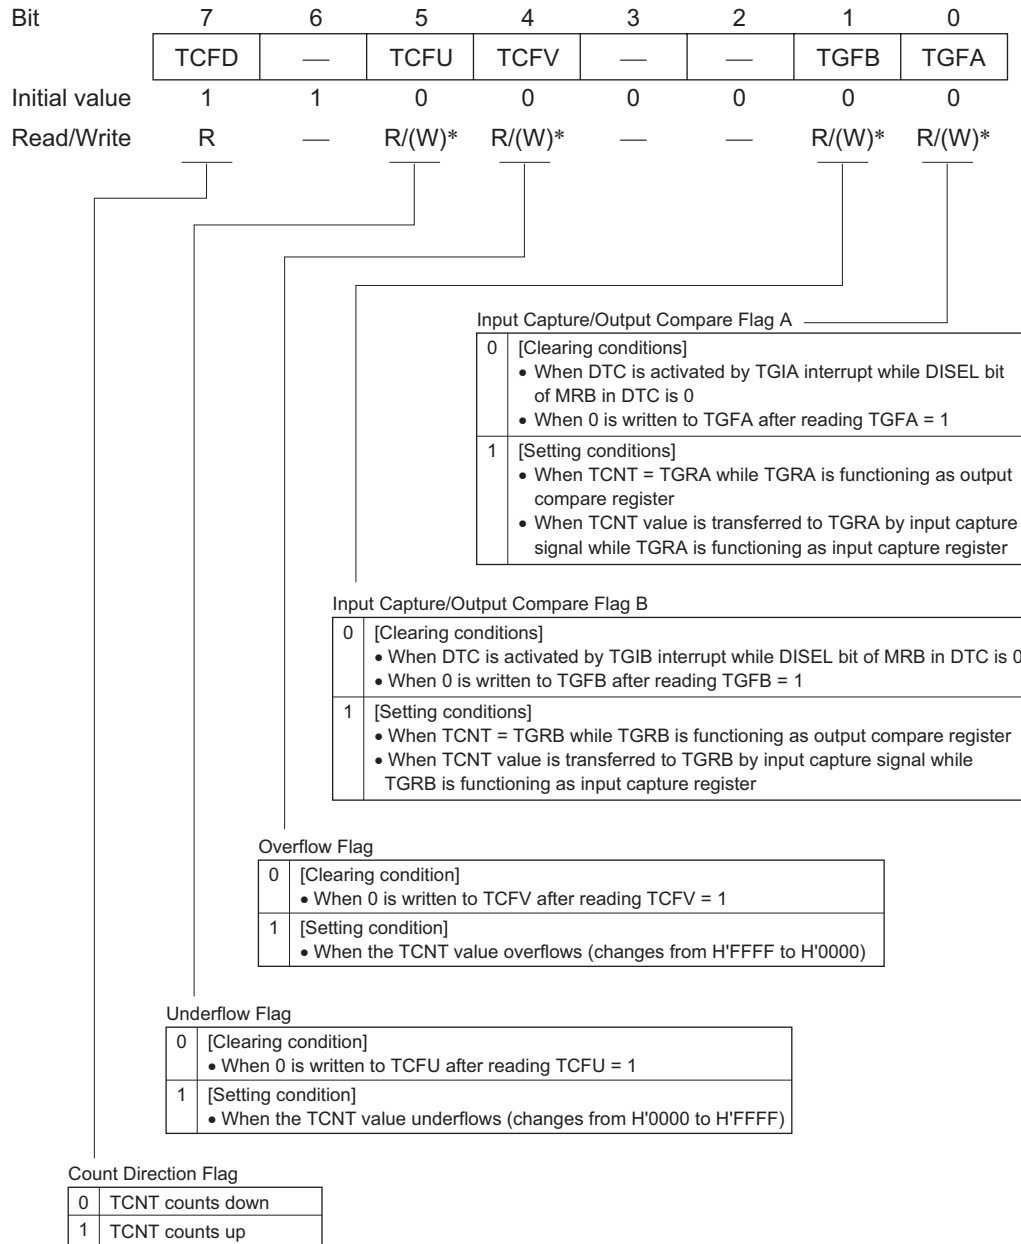 Bit 7 6 5 4 3 2 1 0
TCFD — TCFU TCFV — — TGFB TGFA
Initial value 1 1 0 0 0 0 0 0
Read/Write R — R/(W)* R/(W)* — — R/(W)* R/(W)*
Input Capture/Output Compare Flag A
0 [Clearing conditions]
• When DTC is activated by TGIA interrupt while DISEL bit
of MRB in DTC is 0
• When 0 is written to TGFA after reading TGFA = 1
1 [Setting conditions]
• When TCNT = TGRA while TGRA is functioning as output
compare register
• When TCNT value is transferred to TGRA by input capture
signal while TGRA is functioning as input capture register
Input Capture/Output Compare Flag B
0 [Clearing conditions]
• When DTC is activated by TGIB interrupt while DISEL bit of MRB in DTC is 0
• When 0 is written to TGFB after reading TGFB = 1
1 [Setting conditions]
• When TCNT = TGRB while TGRB is functioning as output compare register
• When TCNT value is transferred to TGRB by input capture signal while
TGRB is functioning as input capture register
Overflow Flag
0 [Clearing condition]
• When 0 is written to TCFV after reading TCFV = 1
1 [Setting condition]
• When the TCNT value overflows (changes from H'FFFF to H'0000)
Underflow Flag
0 [Clearing condition]
• When 0 is written to TCFU after reading TCFU = 1
1 [Setting condition]
• When the TCNT value underflows (changes from H'0000 to H'FFFF)
Count Direction Flag
0 TCNT counts down
1 TCNT counts up